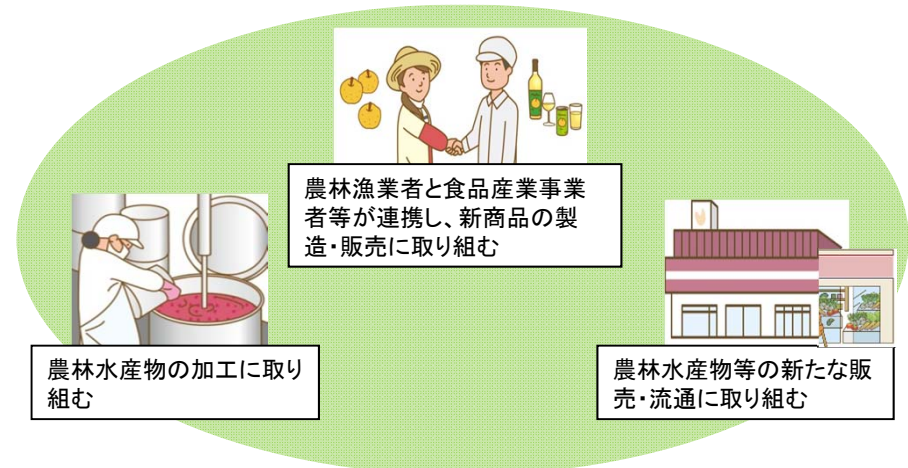 農林漁業者と食品産業事業
者等が連携し、新商品の製
造・販売に取り組む
農林水産物の加工に取り
組む
農林水産物等の新たな販
売・流通に取り組む